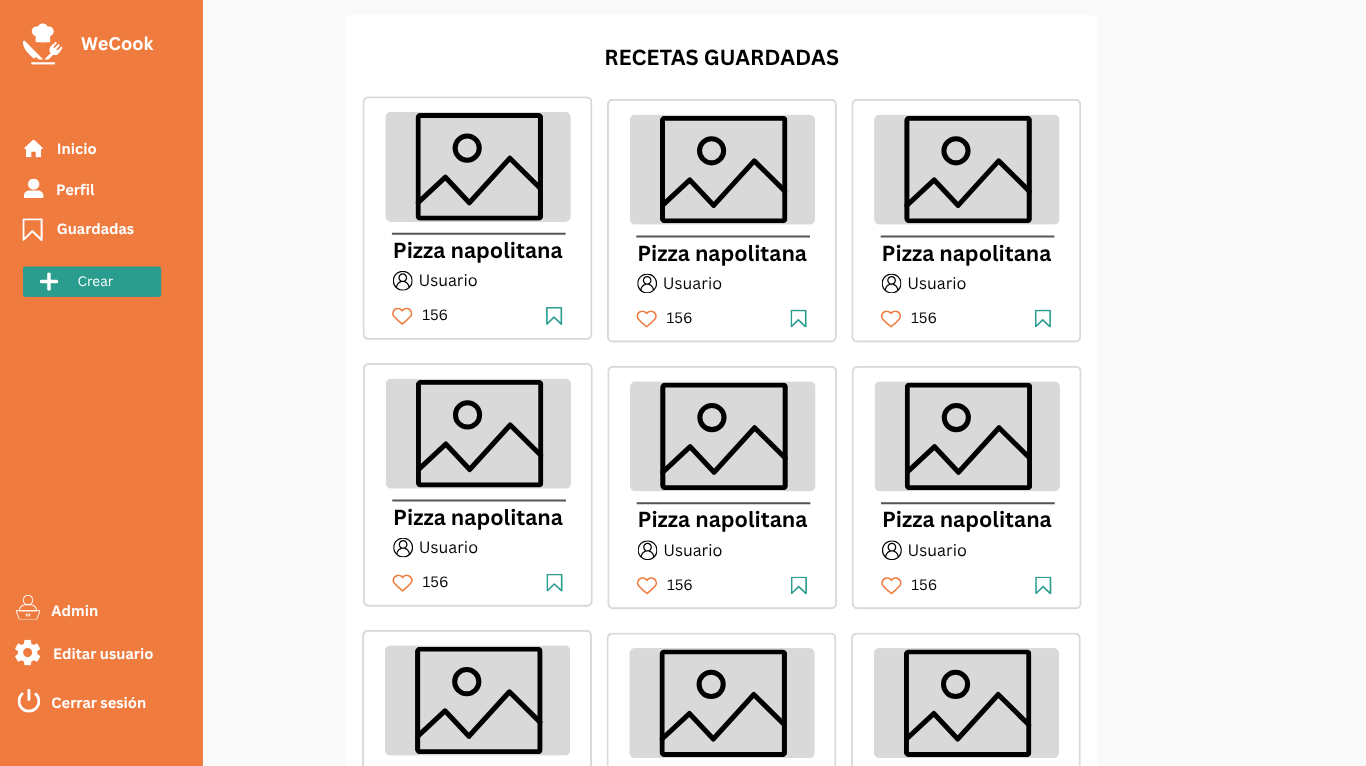 WeCook
Inicio
Perfil
Guardadas
Crear
Admin
Editar usuario
Cerrar sesión
RECETAS GUARDADAS
Pizza napolitana
Usuario
156
Pizza napolitana
Usuario
156
Pizza napolitana
Usuario
156
Pizza napolitana
Usuario
156
Pizza napolitana
Usuario
156
Pizza napolitana
Usuario
156